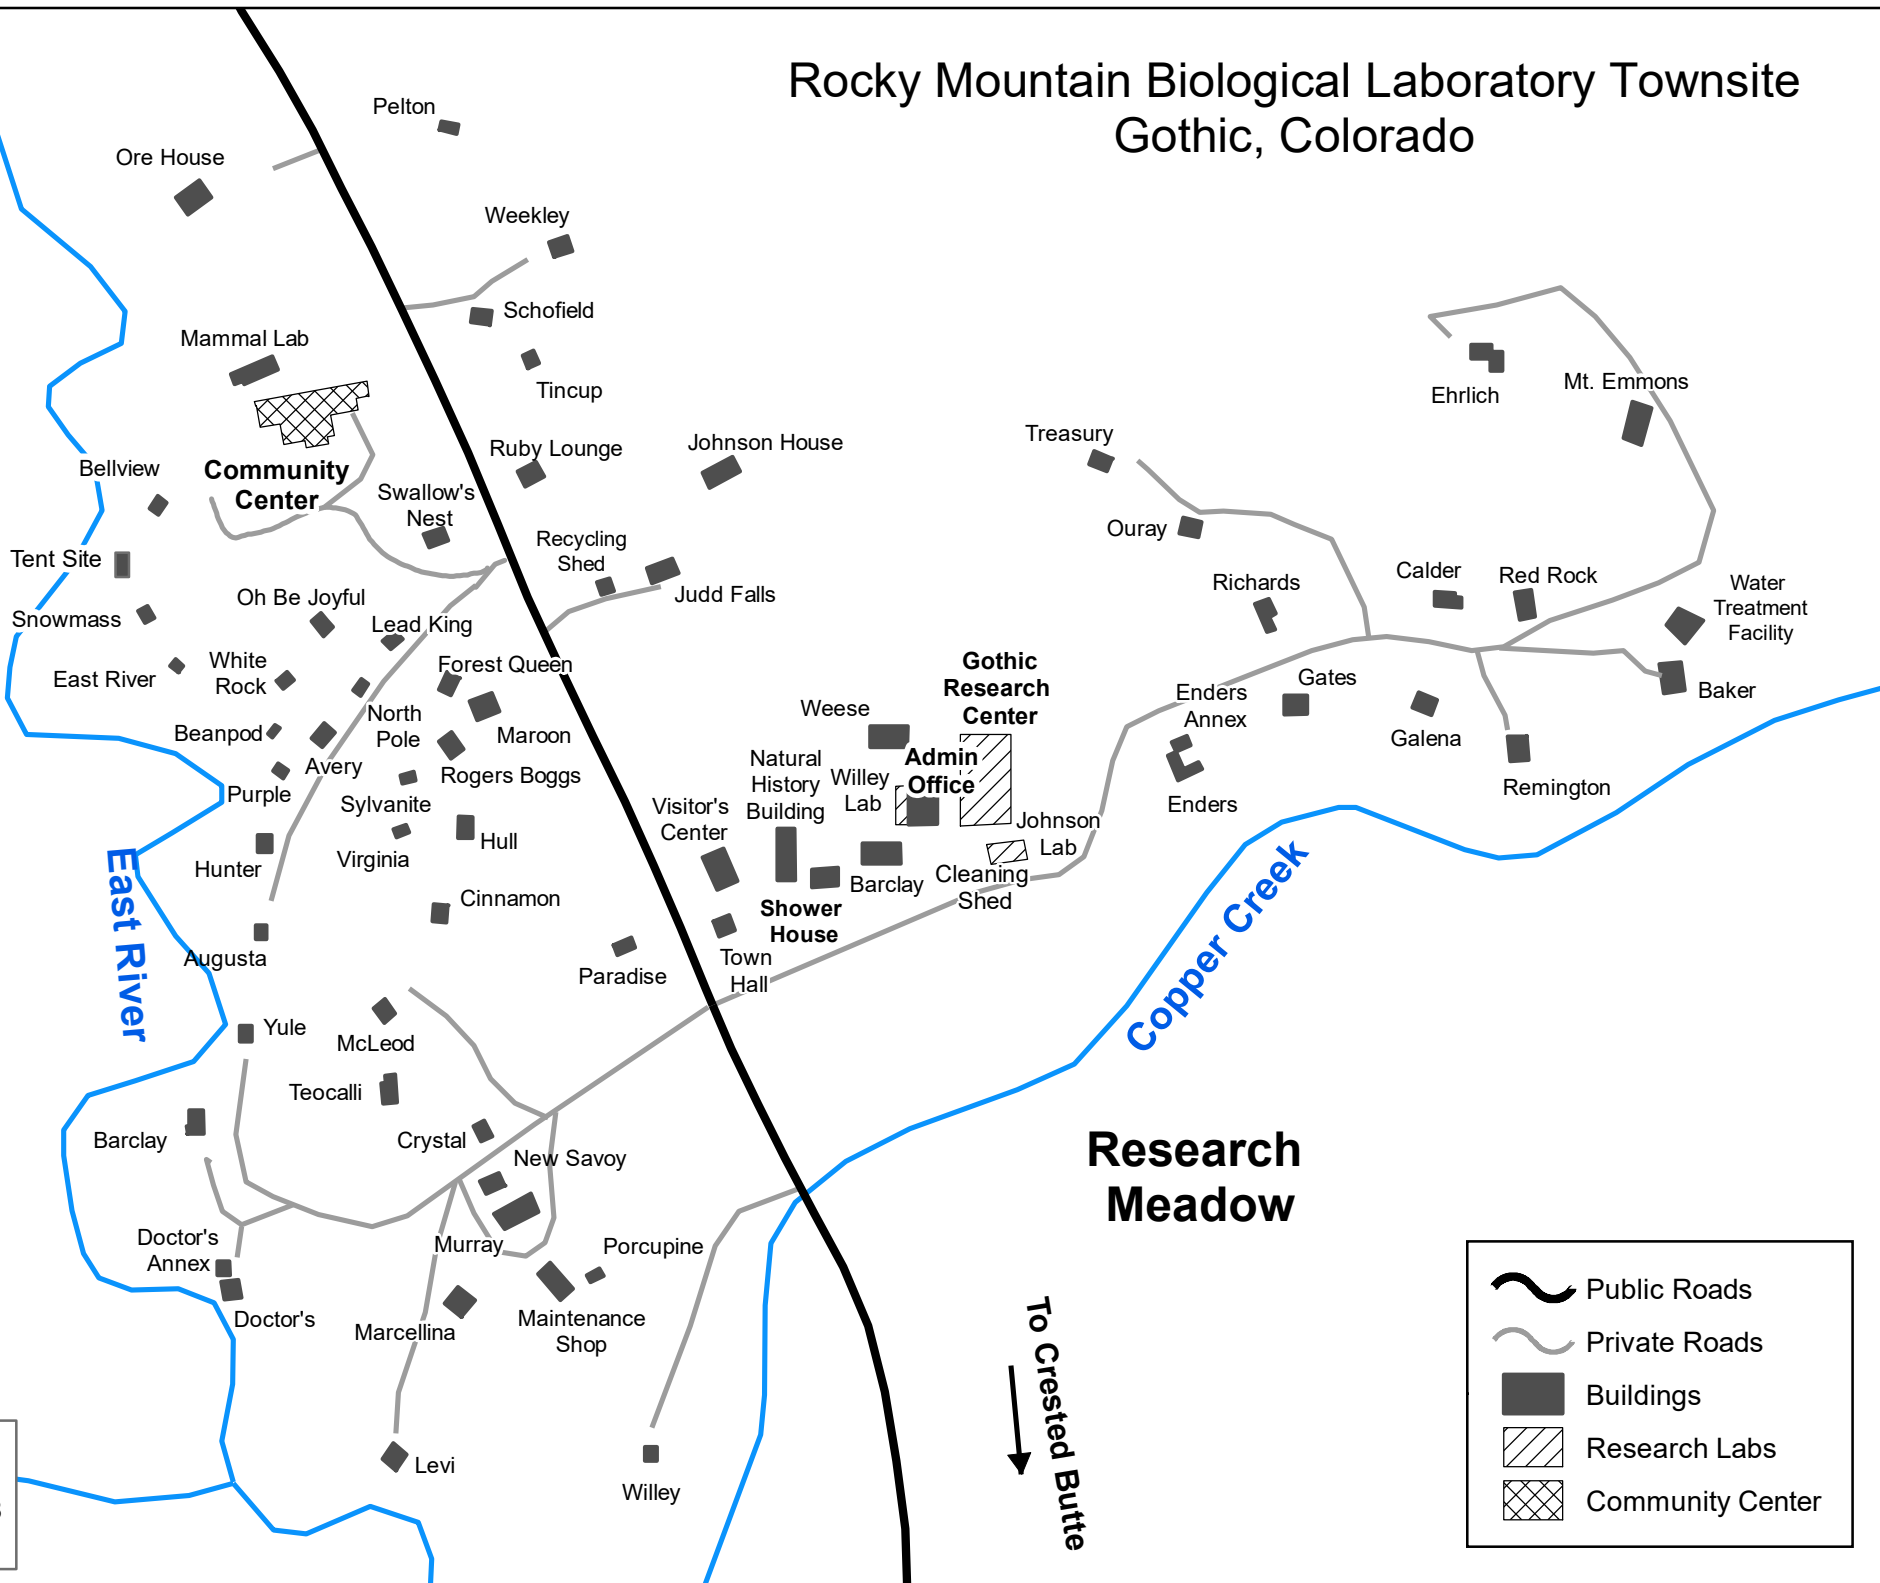 Rocky Mountain Biological Laboratory Townsite
Gothic, Colorado
Pelton
Ore House
Weekley
Schofield
Mammal Lab
Tincup
Ehrlich
Mt. Emmons
Treasury
Johnson House
Ruby Lounge
Bellview
Community
Center
Swallow's
Nest
Ouray
Recycling
Shed
Tent Site
Judd Falls
Calder
Red Rock
Richards
Water
Treatment
Facility
Oh Be Joyful
Snowmass
Lead King
Forest Queen
White
Rock
East River
Gothic
Research
Center
Gates
Enders
Annex
Baker
Weese
North
Pole
Beanpod
Maroon
Galena
Avery
Rogers Boggs
Natural
History
Building
Willey
Lab
Admin
Office
Remington
Purple
Sylvanite
Visitor's
Center
Enders
Johnson
Lab
Hull
Virginia
Hunter
Barclay
Cleaning
Shed
Cinnamon
Shower
House
East River
Copper Creek
Augusta
Paradise
Town
Hall
Yule
McLeod
Teocalli
Barclay
Crystal
New Savoy
Research
Meadow
Doctor's
Annex
Murray
Porcupine
Doctor's
Marcellina
Maintenance
Shop
To Crested Butte
Levi
Willey
Public Roads
Private Roads
Buildings
Research Labs
Community Center